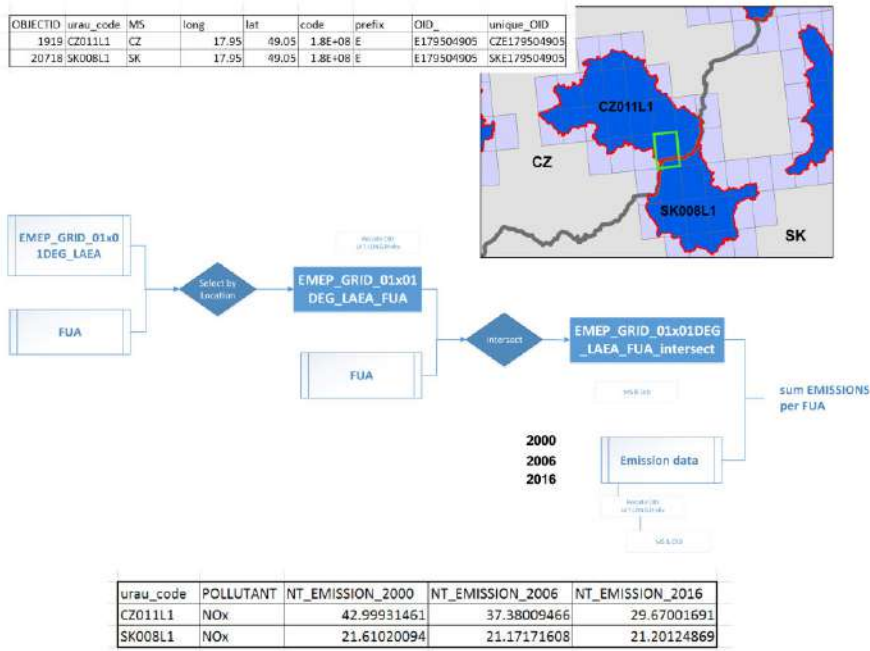 OBJECTID urau_code MS long lat code prefix OID_ unique_OID
1919 CZ011L1 CZ 17.95 49.05 1.8E+08 E E179504905 CZE179504905
20718 SK008L1 SK 17.95 49.05 1.8E+08 E E179504905 SKE179504905
CZ011L1
CZ
SK008L1
SK
EMEP_GRID_01x0
1DEG_LAEA
FUA
Select by
Location
EMEP_GRID_01x01
DEG_LAEA_FUA
FUA
Intersect
EMEP_GRID_01x01DEG
_LAEA_FUA_intersect
sum EMISSIONS
per FUA
2000
2006
2016
Emission data
urau_code POLLUTANT NT_EMISSION_2000 NT_EMISSION_2006 NT_EMISSION_2016
CZ011L1 NOx 42.99931461 37.38009466 29.67001691
SK008L1 NOx 21.61020094 21.17171608 21.20124869